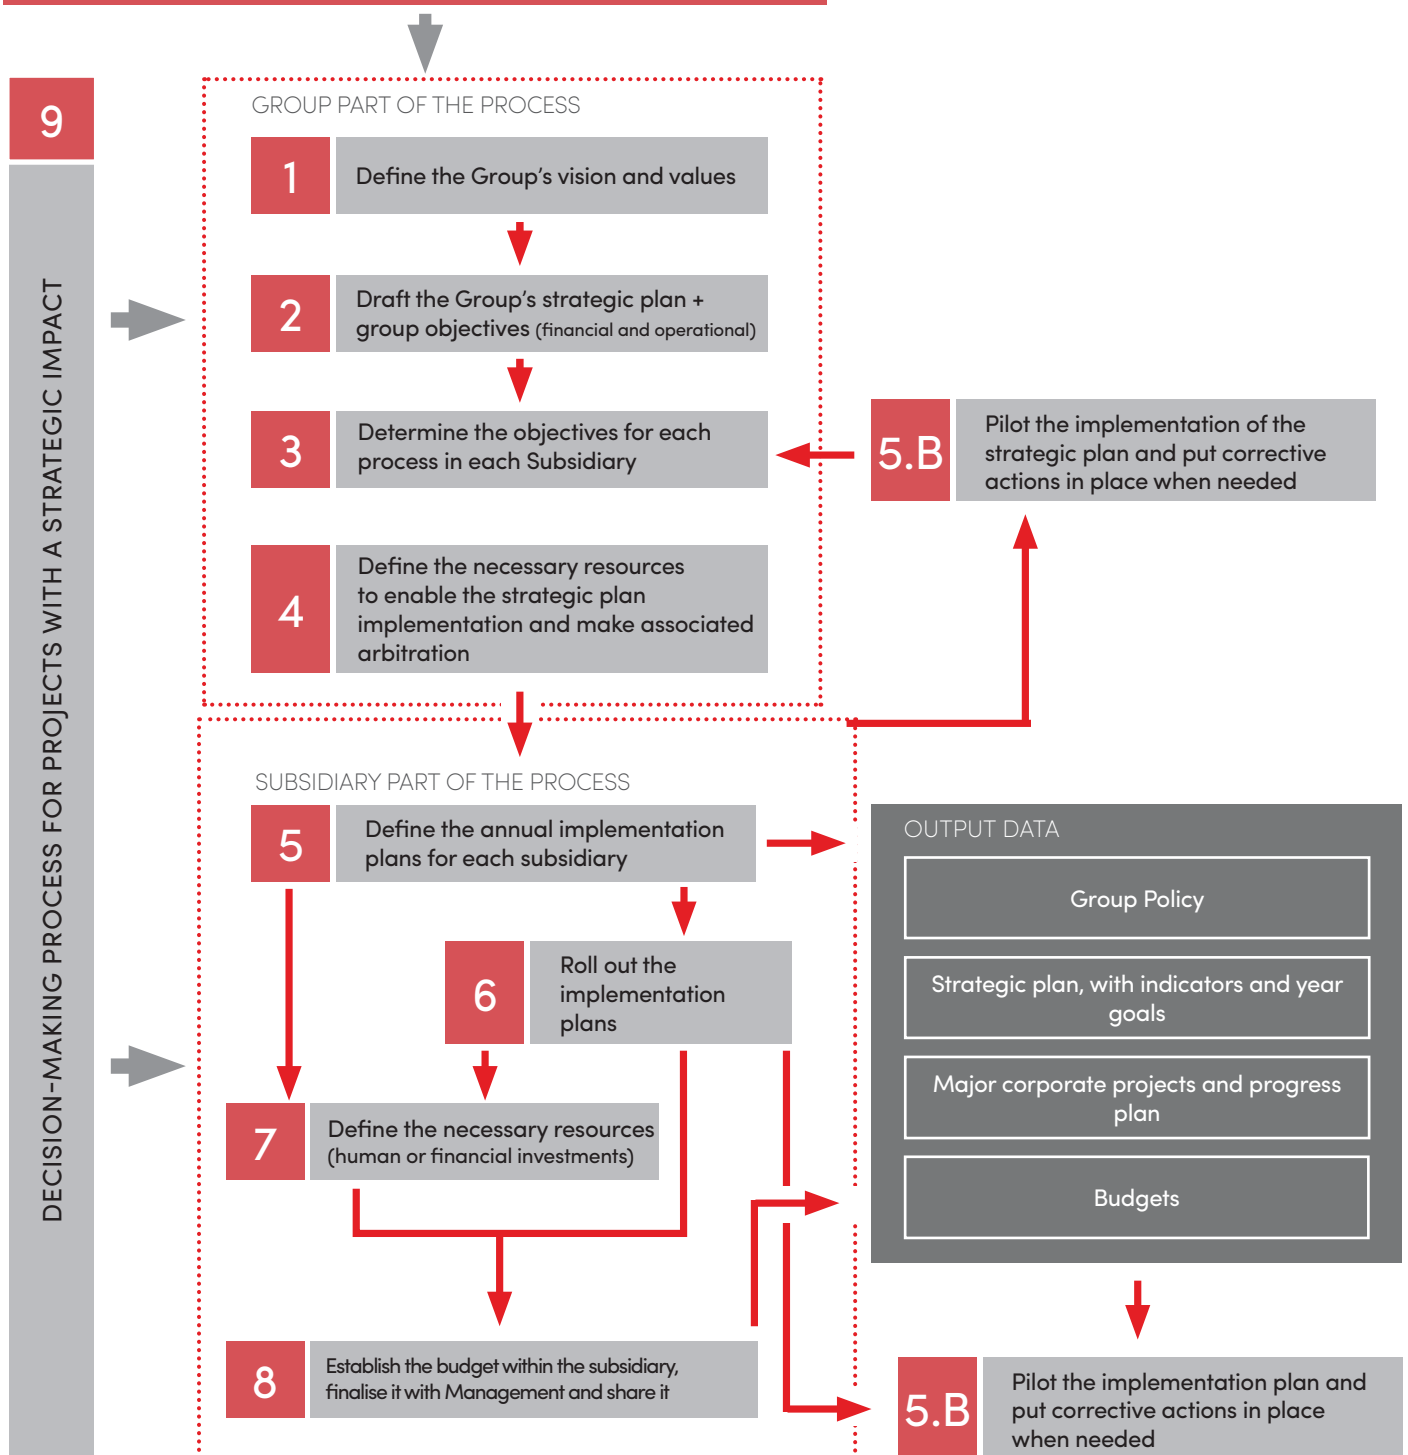 9
DECISION-MAKING PROCESS FOR PROJECTS WITH A STRATEGIC IMPACT
GROUP PART OF THE PROCESS
1
Define the Group’s vision and values
2
Draft the Group’s strategic plan +
group objectives (financial and operational)
3
Determine the objectives for each
process in each Subsidiary
5.B
Pilot the implementation of the
strategic plan and put corrective
actions in place when needed
4
Define the necessary resources
to enable the strategic plan
implementation and make associated
arbitration
SUBSIDIARY PART OF THE PROCESS
5
Define the annual implementation
plans for each subsidiary
6
Roll out the
implementation
plans
7
Define the necessary resources
(human or financial investments)
8
Establish the budget within the subsidiary,
finalise it with Management and share it
OUTPUT DATA
Group Policy
Strategic plan, with indicators and year
goals
Major corporate projects and progress
plan
Budgets
5.B
Pilot the implementation plan and
put corrective actions in place
when needed